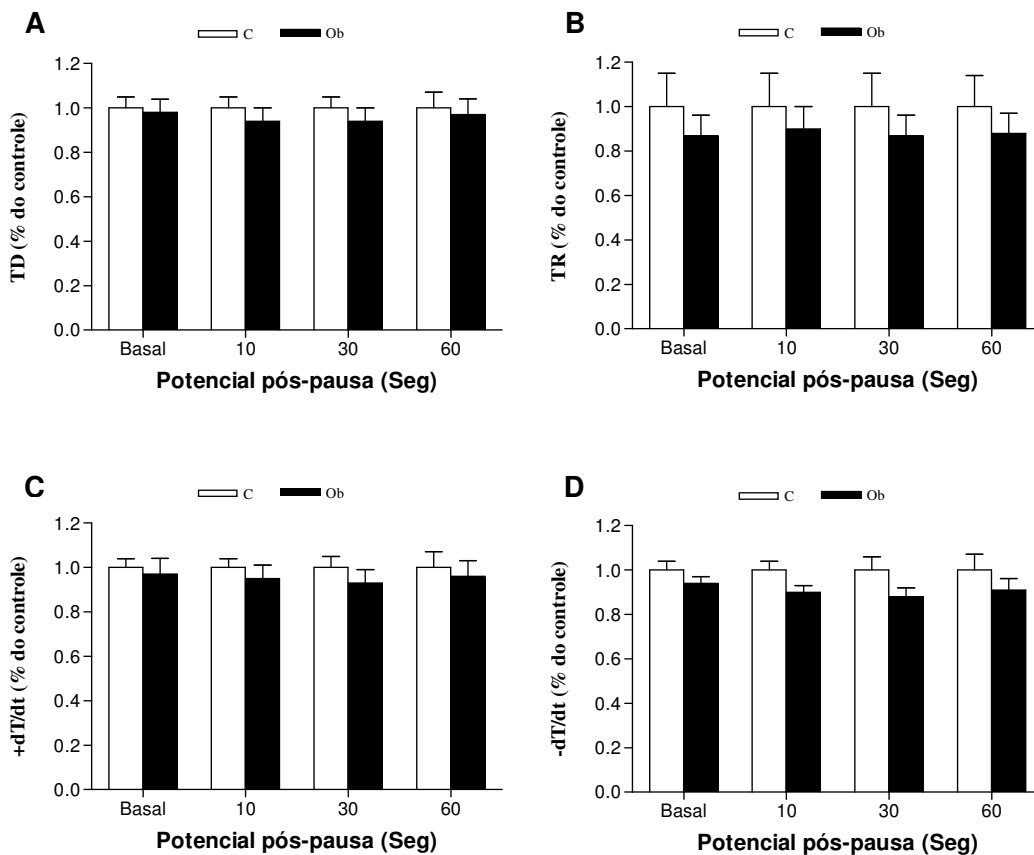 A
C Ob
TD (% do controle)
1.2
1.0
0.8
0.6
0.4
0.2
0.0
Basal 10 30 60
Potencial pós-pausa (Seg)
B
C Ob
TR (% do controle)
1.2
1.0
0.8
0.6
0.4
0.2
0.0
Basal 10 30 60
Potencial pós-pausa (Seg)
C
C Ob
+dT/dt (% do controle)
1.2
1.0
0.8
0.6
0.4
0.2
0.0
Basal 10 30 60
Potencial pós-pausa (Seg)
D
C Ob
-dT/dt (% do controle)
1.2
1.0
0.8
0.6
0.4
0.2
0.0
Basal 10 30 60
Potencial pós-pausa (Seg)